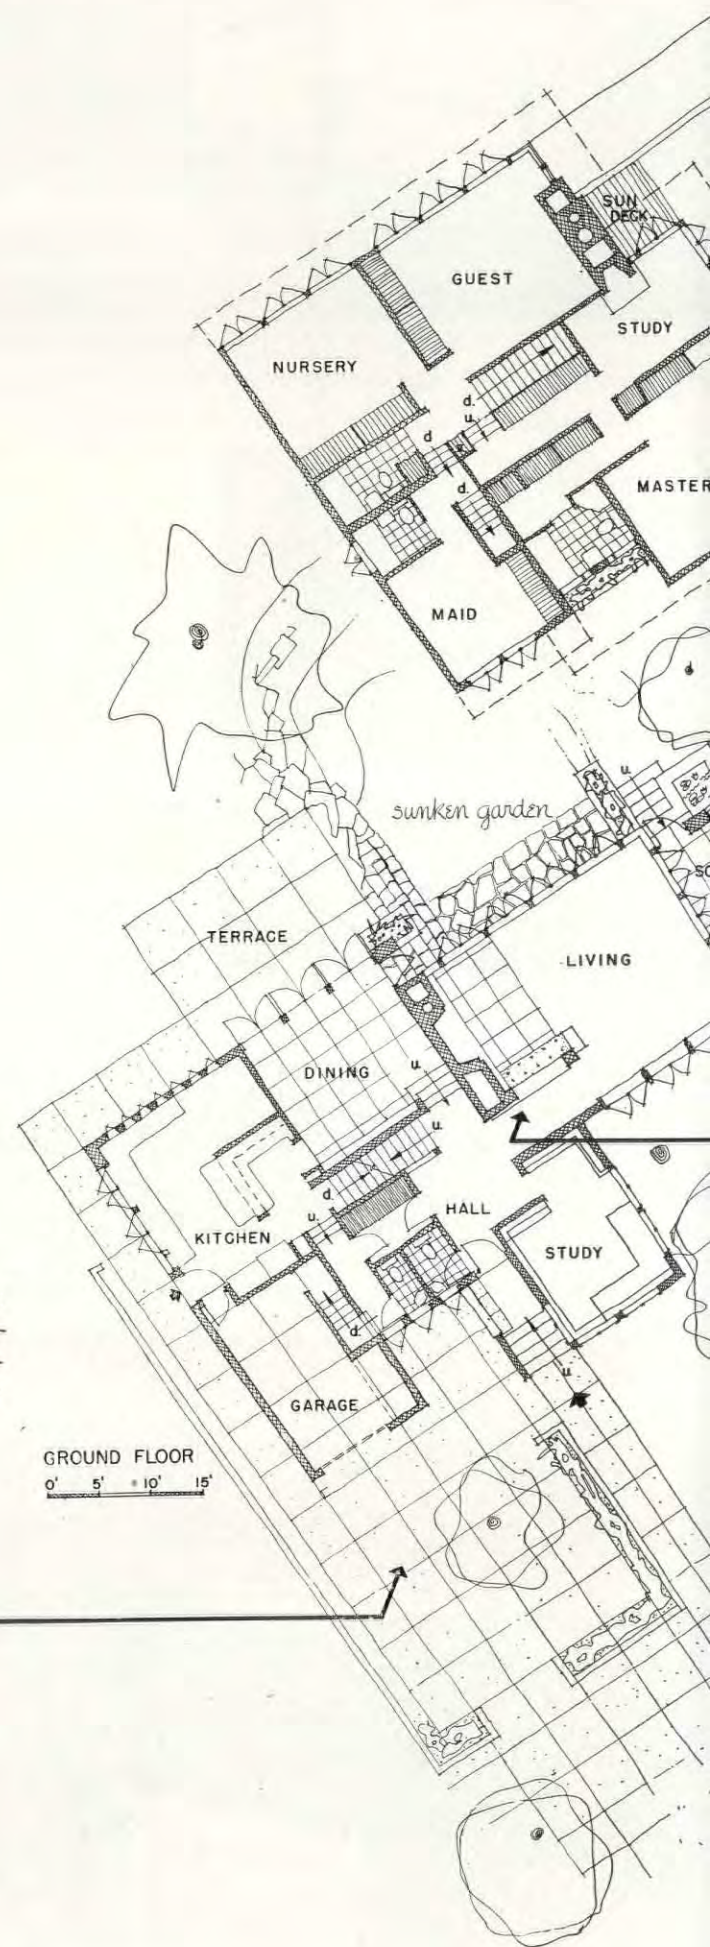 SUN
DECK
GUEST
STUDY
NURSERY
d.
u.
d
d.
MASTER
MAID
u.
sunken garden
TERRACE
LIVING
DINING
u.
u.
d.
u.
HALL
KITCHEN
STUDY
d.
u.
GARAGE
GROUND FLOOR
0' 5' 10' 15'